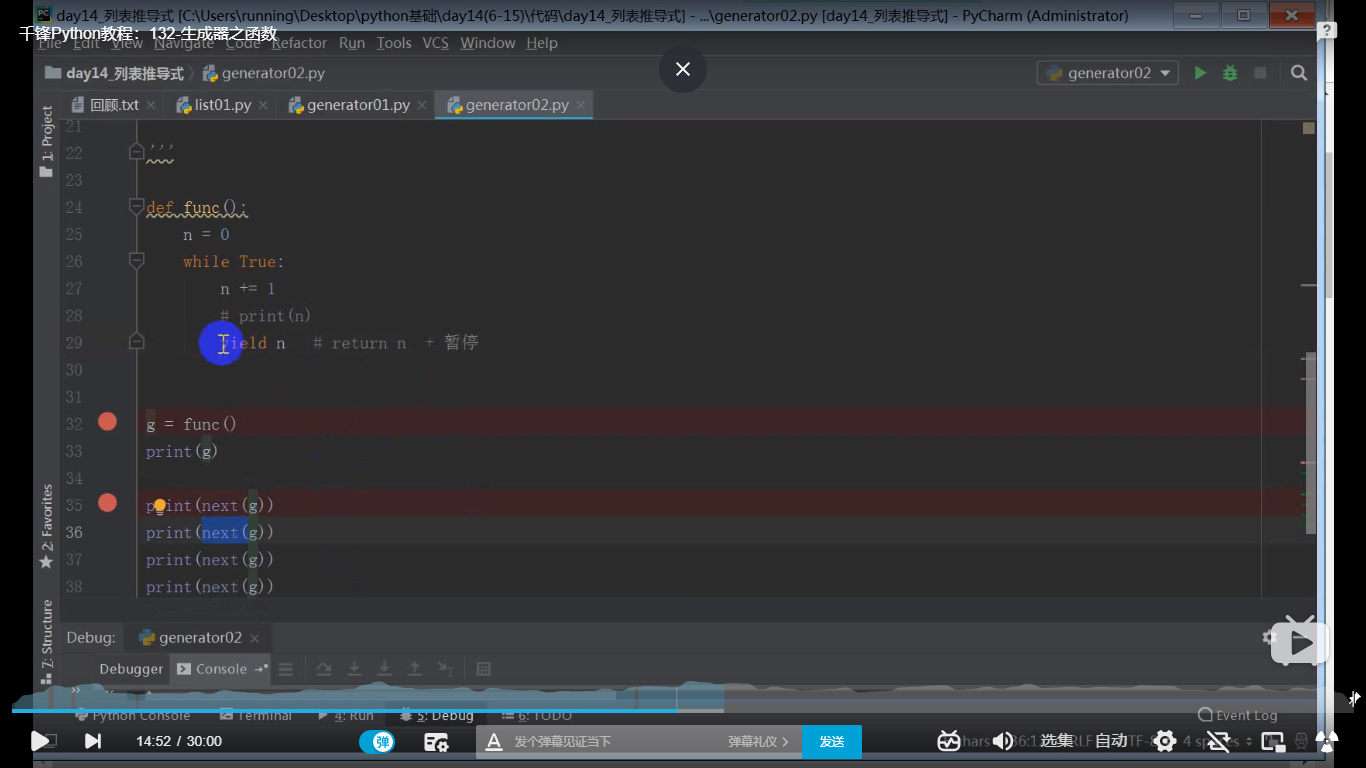 day14_列表推导式 [C:\Users\running\Desktop\python基础\day14(6-15)\代码\day14_列表推导式] - ...\generator02.py [day14_列表推导式] - PyCharm (Administrator)
千锋Python教程：132-生成器之函数
File Edit View Navigate Code Refactor Run Tools VCS Window Help
day14_列表推导式 generator02.py
generator02
回顾.txt list01.py generator01.py generator02.py
1: Project
21
22 '''
23
24 def func():
25 n = 0
26 while True:
27 n += 1
28 # print(n)
29 yield n # return n + 暂停
30
31
32 g = func()
33 print(g)
34
35 print(next(g))
36 print(next(g))
37 print(next(g))
38 print(next(g))
2: Favorites
7: Structure
Debug: generator02
Debugger Console
Python Console Terminal 4: Run 5: Debug 6: TODO Event Log
14:52 / 30:00 弹 发个弹幕见证当下 弹幕礼仪 发送 选集 自动